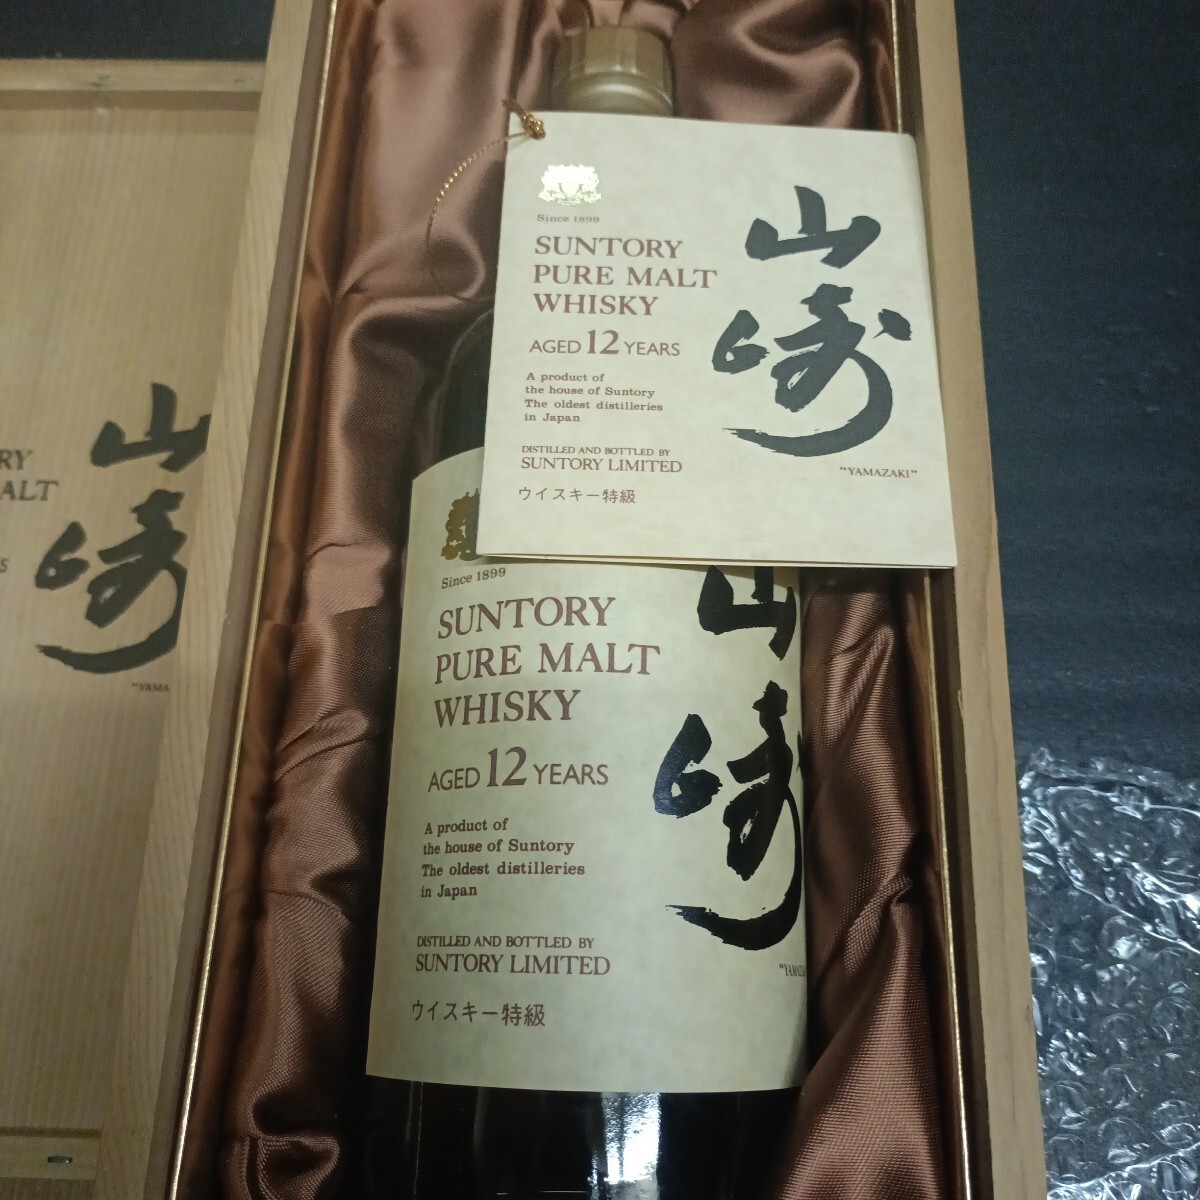 Since 1899
SUNTORY
PURE MALT
WHISKY
AGED 12 YEARS
A product of
the house of Suntory
The oldest distilleries
in Japan
DISTILLED AND BOTTLED BY
SUNTORY LIMITED
ウイスキー特級
山崎
"YAMAZAKI"
Since 1899
SUNTORY
PURE MALT
WHISKY
AGED 12 YEARS
A product of
the house of Suntory
The oldest distilleries
in Japan
DISTILLED AND BOTTLED BY
SUNTORY LIMITED
ウイスキー特級
山崎
"YAMAZA
RY
ALT
S
山崎
"YAMA